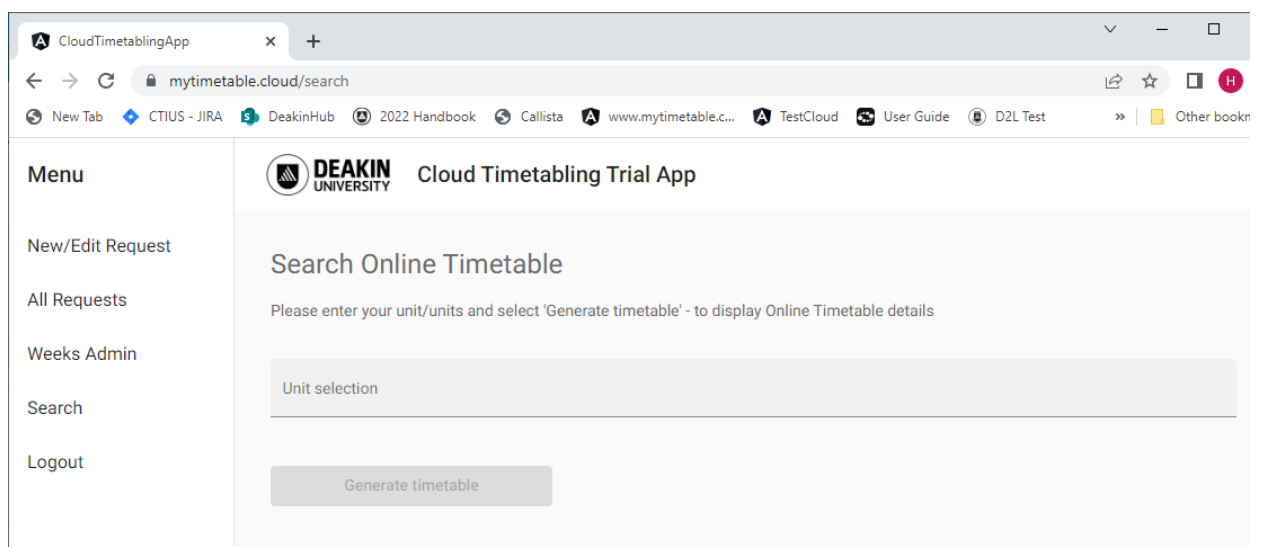 CloudTimetablingApp
mytimetable.cloud/search
H
New Tab CTIUS - JIRA DeakinHub 2022 Handbook Callista www.mytimetable.c... TestCloud User Guide D2L Test » Other bookn
Menu
DEAKIN
UNIVERSITY
Cloud Timetabling Trial App
New/Edit Request
All Requests
Weeks Admin
Search
Logout
Search Online Timetable
Please enter your unit/units and select 'Generate timetable' - to display Online Timetable details
Unit selection
Generate timetable